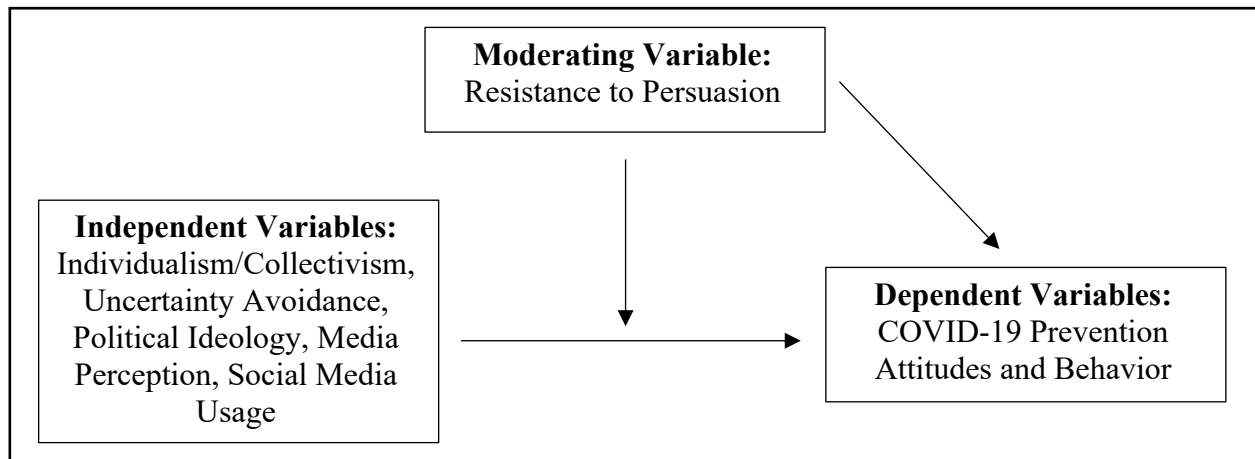 Moderating Variable:
Resistance to Persuasion
Independent Variables:
Individualism/Collectivism,
Uncertainty Avoidance,
Political Ideology, Media
Perception, Social Media
Usage
Dependent Variables:
COVID-19 Prevention
Attitudes and Behavior